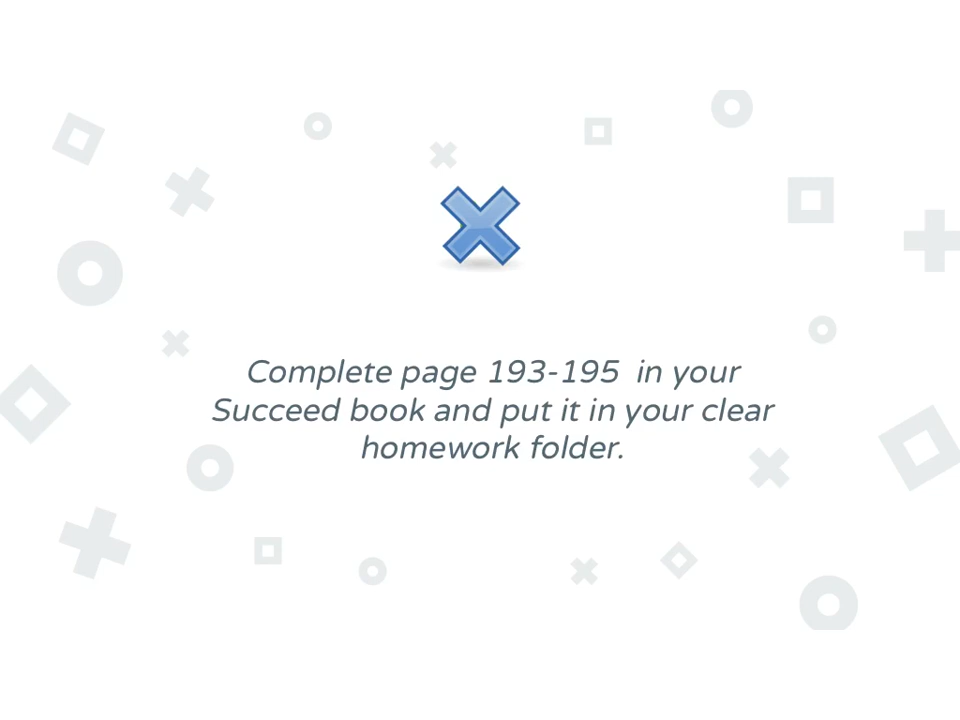 Complete page 193-195  in your
Succeed book and put it in your clear
homework folder.